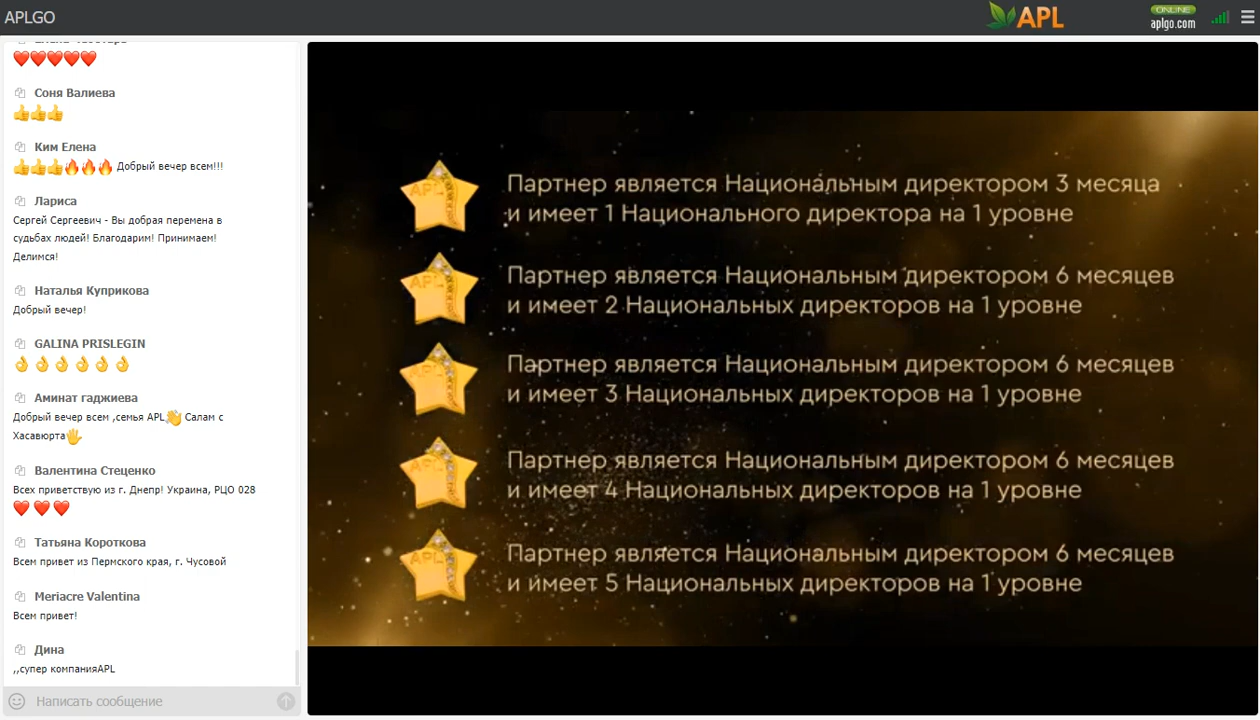 APLGO
APL
ONLINE
aplgo.com
❤❤❤❤❤
Соня Валиева
👍👍👍
Ким Елена
👍👍👍🔥🔥🔥 Добрый вечер всем!!!
Лариса
Сергей Сергеевич - Вы добрая перемена в
судьбах людей! Благодарим! Принимаем!
Делимся!
Наталья Куприкова
Добрый вечер!
GALINA PRISLEGIN
👌👌👌👌👌👌
Аминат гаджиева
Добрый вечер всем ,семья APL👋 Салам с
Хасавюрта🖐
Валентина Стеценко
Всех приветствую из г. Днепр! Украина, РЦО 028
❤ ❤ ❤
Татьяна Короткова
Всем привет из Пермского края, г. Чусовой
Meriacre Valentina
Всем привет!
Дина
,,супер компанияAPL
Написать сообщение
APL
Партнер является Национальным директором 3 месяца
и имеет 1 Национального директора на 1 уровне
APL
Партнер является Национальным директором 6 месяцев
и имеет 2 Национальных директоров на 1 уровне
APL
Партнер является Национальным директором 6 месяцев
и имеет 3 Национальных директоров на 1 уровне
APL
Партнер является Национальным директором 6 месяцев
и имеет 4 Национальных директоров на 1 уровне
APL
Партнер является Национальным директором 6 месяцев
и имеет 5 Национальных директоров на 1 уровне